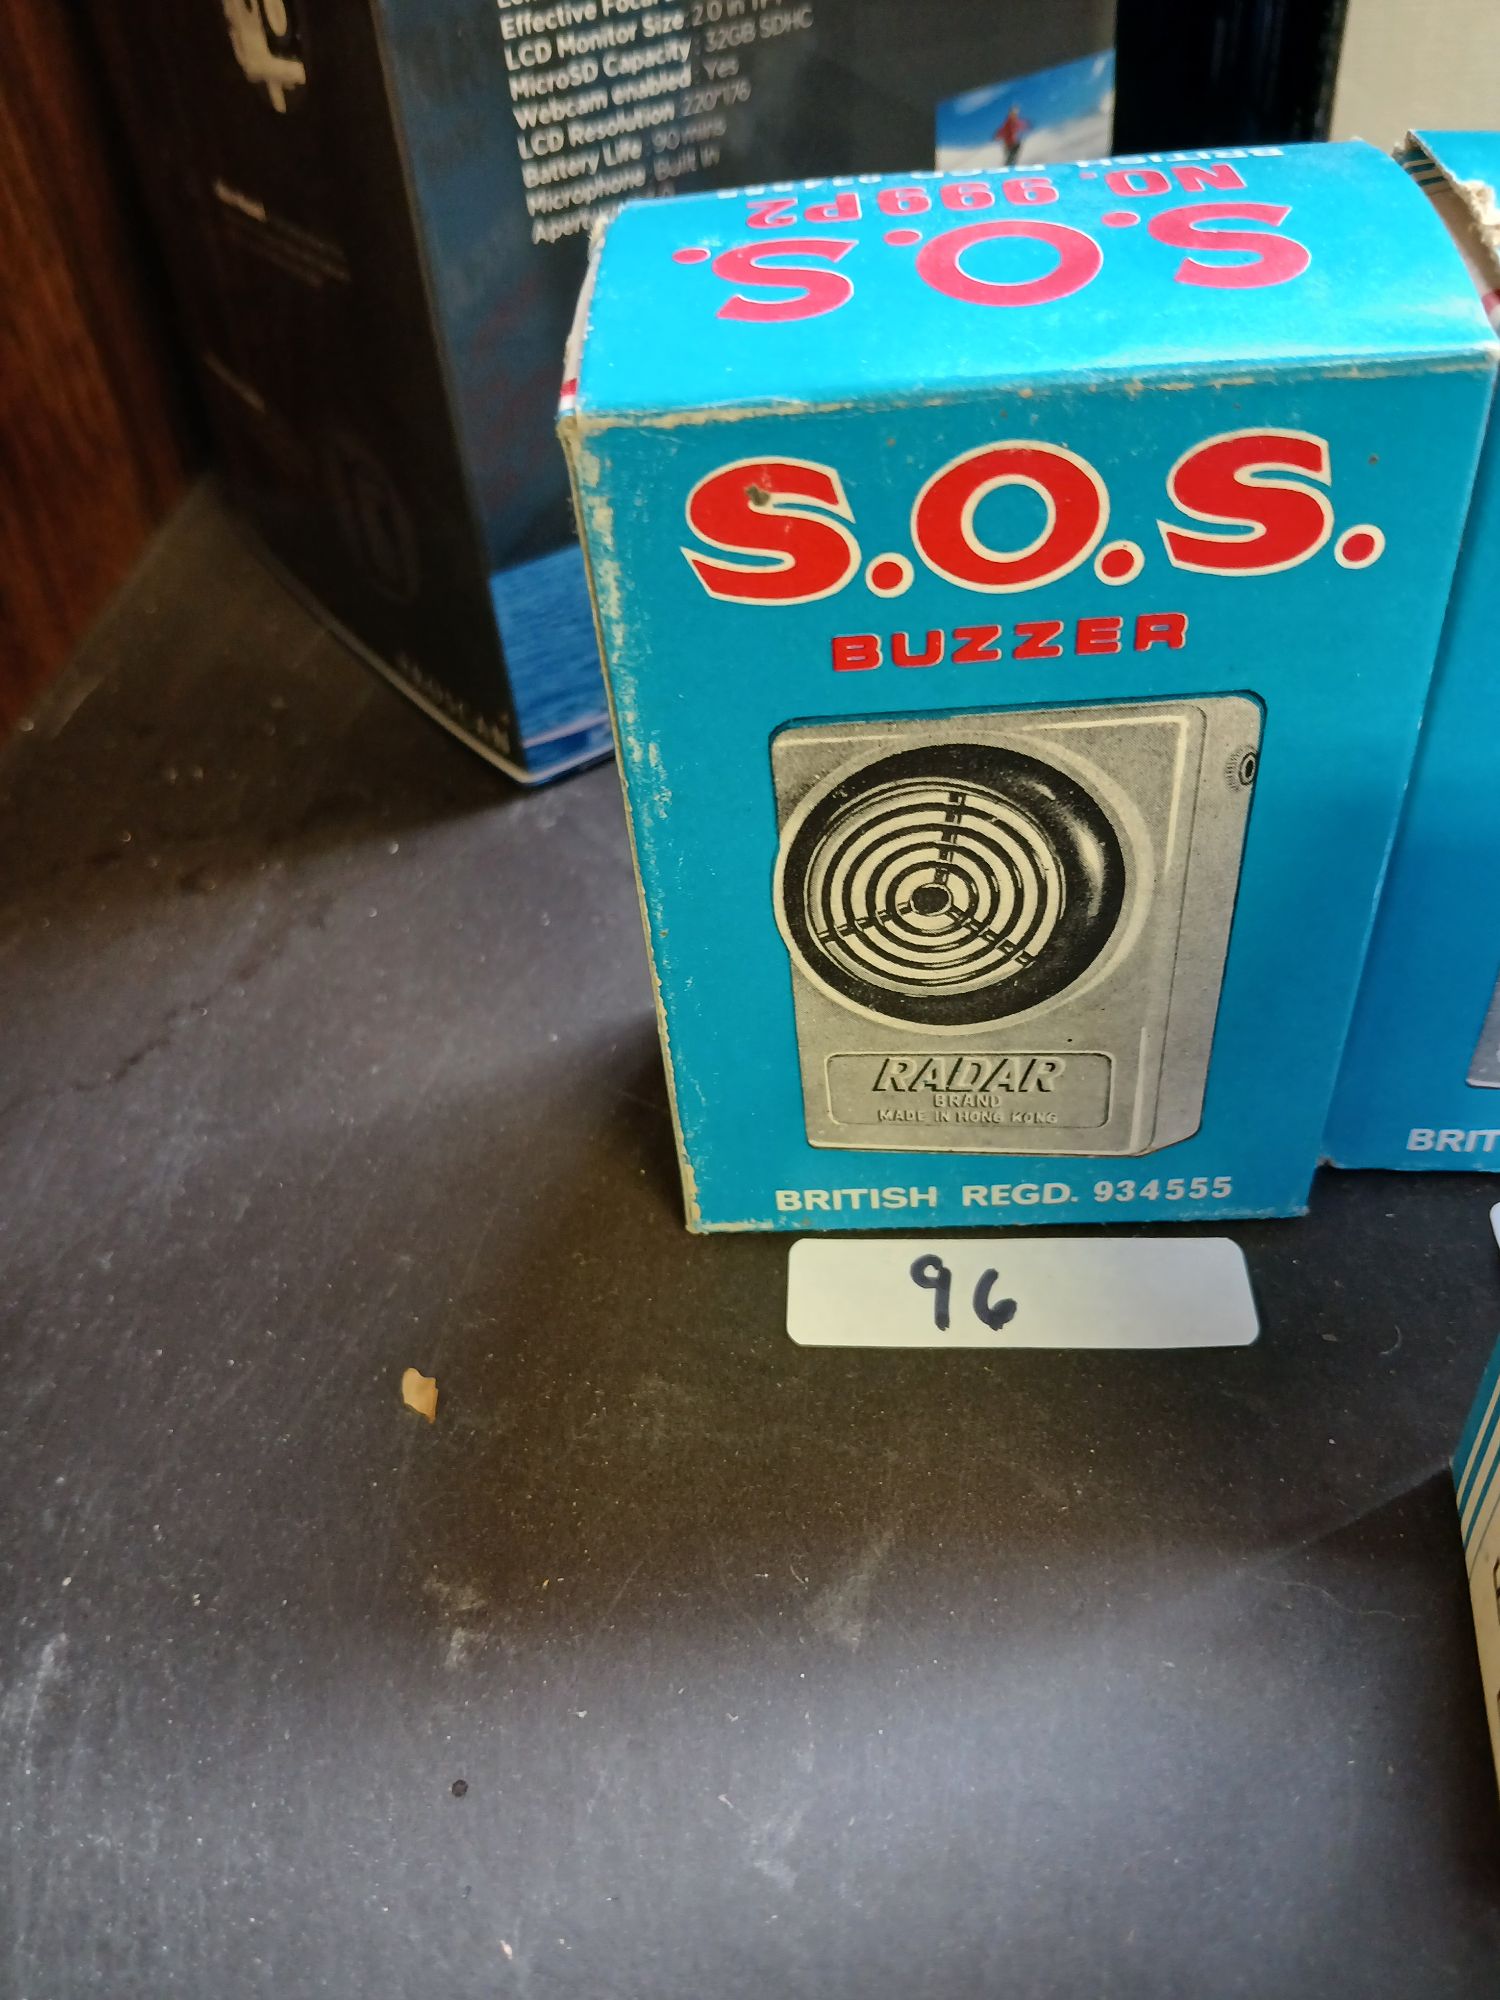 Effective Focal
LCD Monitor Size: 2.0 in TFT
MicroSD Capacity : 32GB SDHC
Webcam enabled : Yes
LCD Resolution : 220*176
Battery Life : 90 mins
Microphone : Built in
S.O.S.
NO. 999P2
S.O.S.
BUZZER
RADAR
BRAND
MADE IN HONG KONG
BRITISH REGD. 934555
BRIT
96